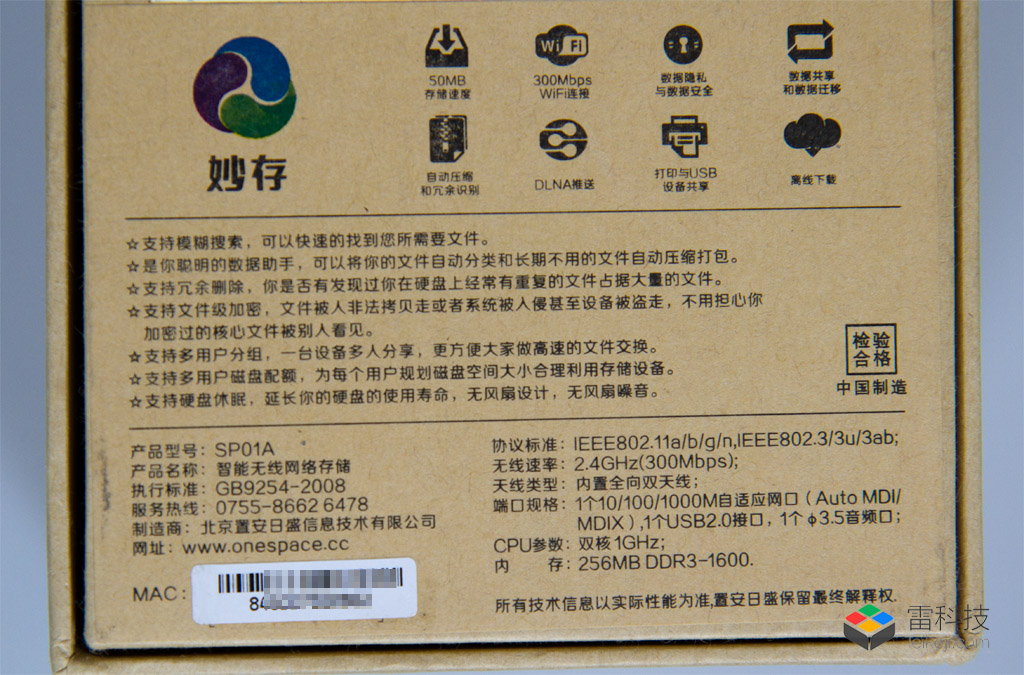 50MB
存储速度
WiFi
300Mbps
WiFi连接
数据隐私
与数据安全
数据共享
和数据迁移
妙存
自动压缩
和冗余识别
DLNA推送
打印与USB
设备共享
离线下载
☆支持模糊搜索，可以快速的找到您所需要文件。
☆是你聪明的数据助手，可以将你的文件自动分类和长期不用的文件自动压缩打包。
☆支持冗余删除，你是否有发现过你在硬盘上经常有重复的文件占据大量的文件。
☆支持文件级加密，文件被人非法拷贝走或者系统被人侵甚至设备被盗走，不用担心你
加密过的核心文件被别人看见。
☆支持多用户分组，一台设备多人分享，更方便大家做高速的文件交换。
☆支持多用户磁盘配额，为每个用户规划磁盘空间大小合理利用存储设备。
☆支持硬盘休眠，延长你的硬盘的使用寿命，无风扇设计，无风扇噪音。
检验
合格
中国制造
产品型号：SP01A
产品名称：智能无线网络存储
执行标准：GB9254-2008
服务热线：0755-8662 6478
制造商：北京置安日盛信息技术有限公司
网址：www.onespace.cc
MAC：
协议标准：IEEE802.11a/b/g/n,IEEE802.3/3u/3ab;
无线速率：2.4GHz(300Mbps);
天线类型：内置全向双天线；
端口规格：1个10/100/1000M自适应网口（Auto MDI/
MDIX）,1个USB2.0接口，1个φ3.5音频口；
CPU参数：双核1GHz;
内 存：256MB DDR3-1600.
所有技术信息以实际性能为准,置安日盛保留最终解释权.
雷科技
leikeji.com